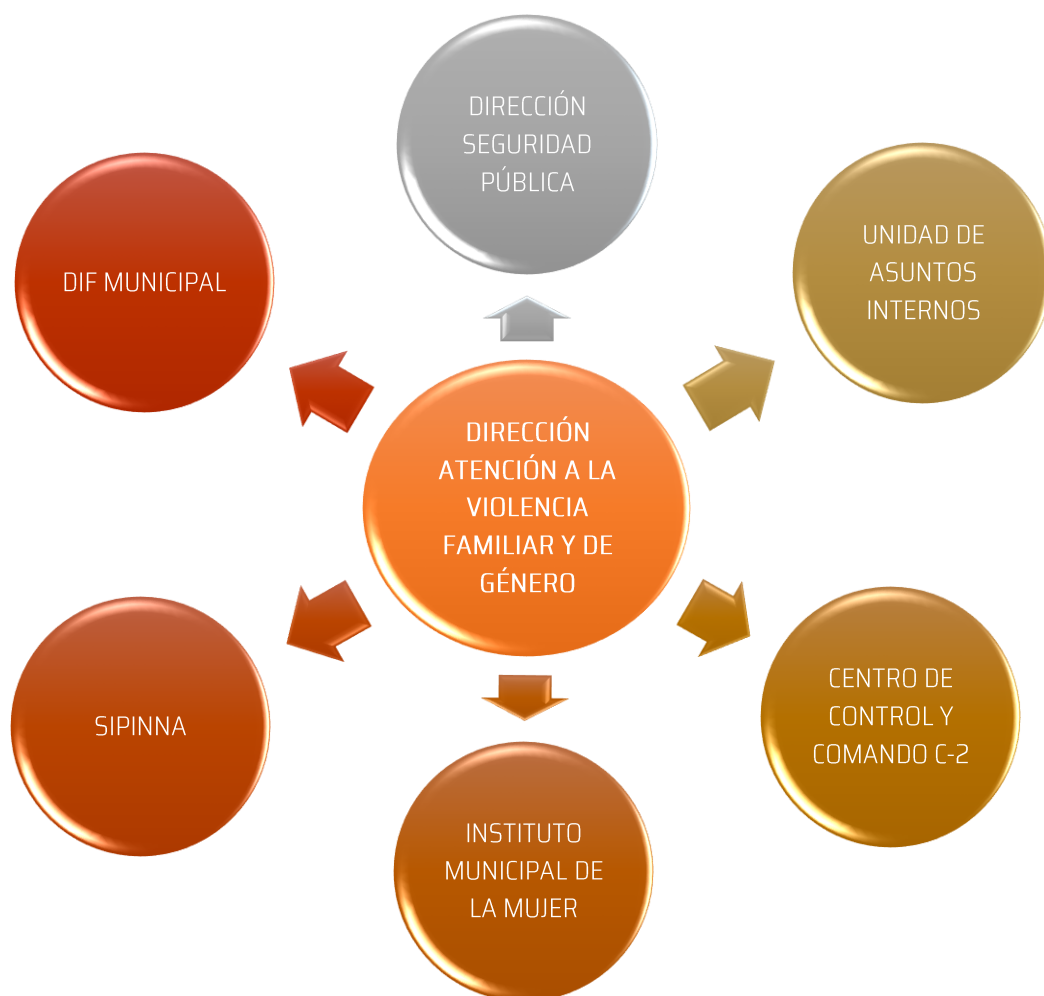 DIRECCIÓN
SEGURIDAD
PÚBLICA
UNIDAD DE
ASUNTOS
INTERNOS
DIF MUNICIPAL
DIRECCIÓN
ATENCIÓN A LA
VIOLENCIA
FAMILIAR Y DE
GÉNERO
CENTRO DE
CONTROL Y
COMANDO C-2
SIPINNA
INSTITUTO
MUNICIPAL DE
LA MUJER